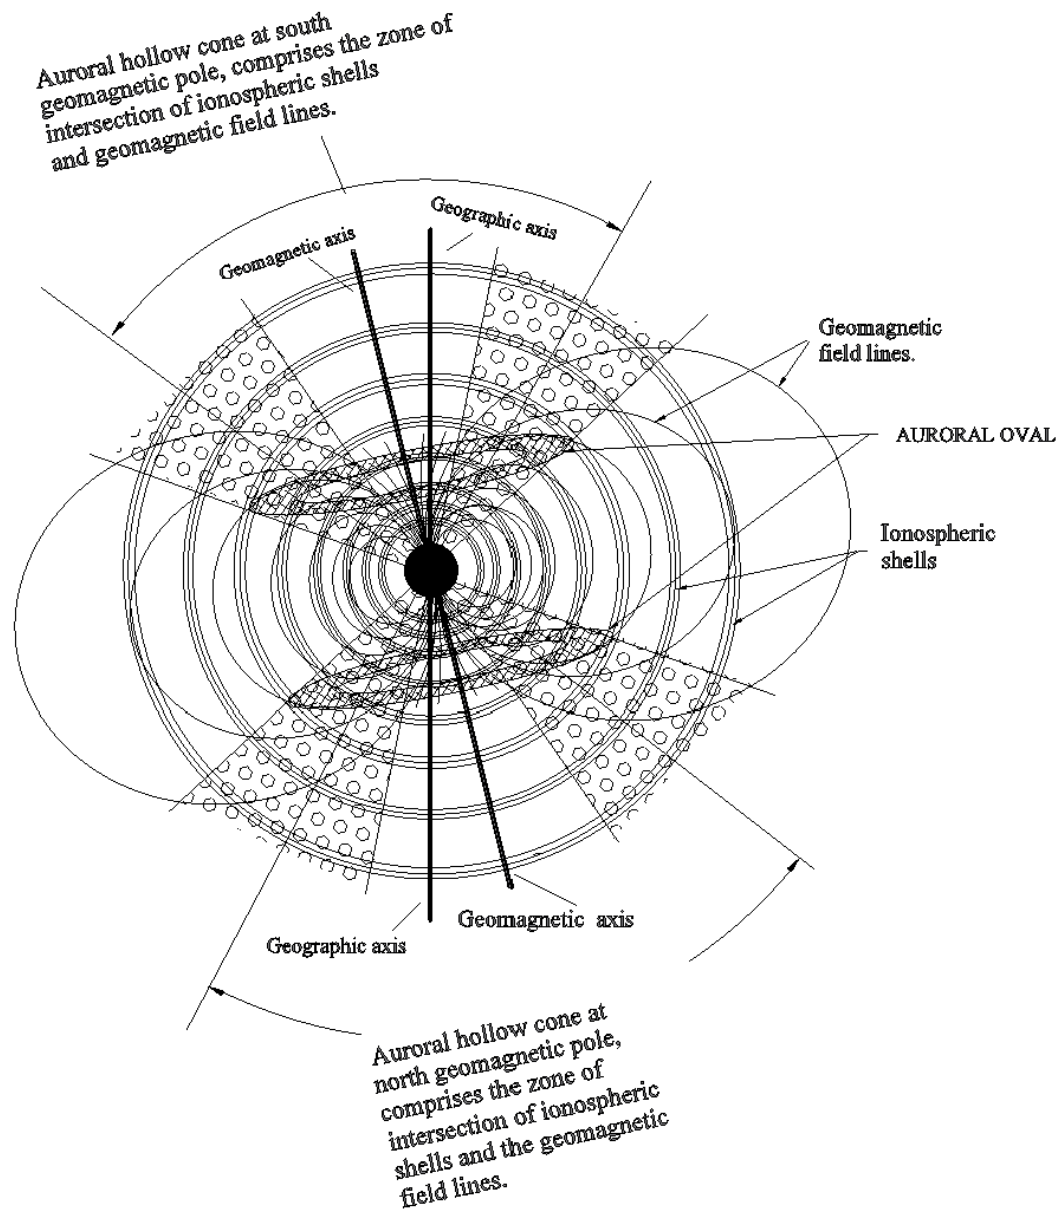 Auroral hollow cone at south
geomagnetic pole, comprises the zone of
intersection of ionospheric shells
and geomagnetic field lines.
Geographic axis
Geomagnetic axis
Geomagnetic
field lines.
AURORAL OVAL
Ionospheric
shells
Geomagnetic axis
Geographic axis
Auroral hollow cone at
north geomagnetic pole,
comprises the zone of
intersection of ionospheric
shells and the geomagnetic
field lines.